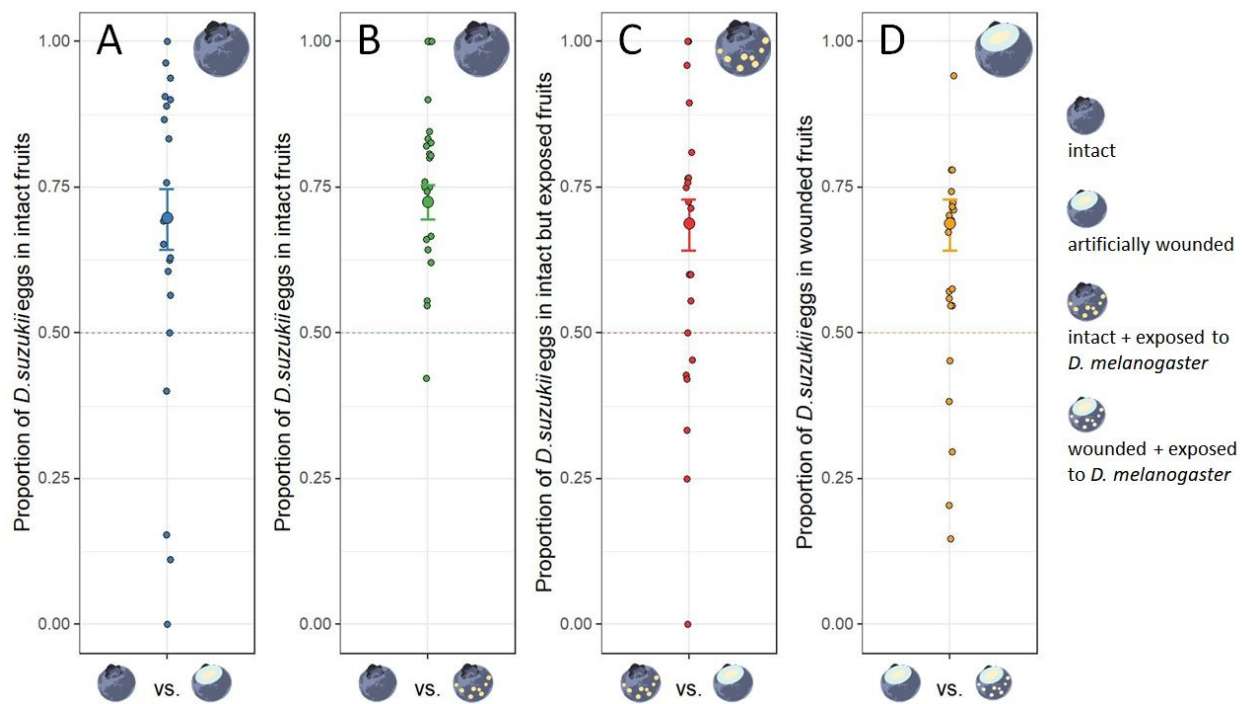 A
B
C
D
Proportion of D.suzukii eggs in intact fruits
1.00
0.75
0.50
0.25
0.00
vs.
Proportion of D.suzukii eggs in intact fruits
1.00
0.75
0.50
0.25
0.00
vs.
Proportion of D.suzukii eggs in intact but exposed fruits
1.00
0.75
0.50
0.25
0.00
vs.
Proportion of D.suzukii eggs in wounded fruits
1.00
0.75
0.50
0.25
0.00
vs.
intact
artificially wounded
intact + exposed to
D. melanogaster
wounded + exposed
to D. melanogaster